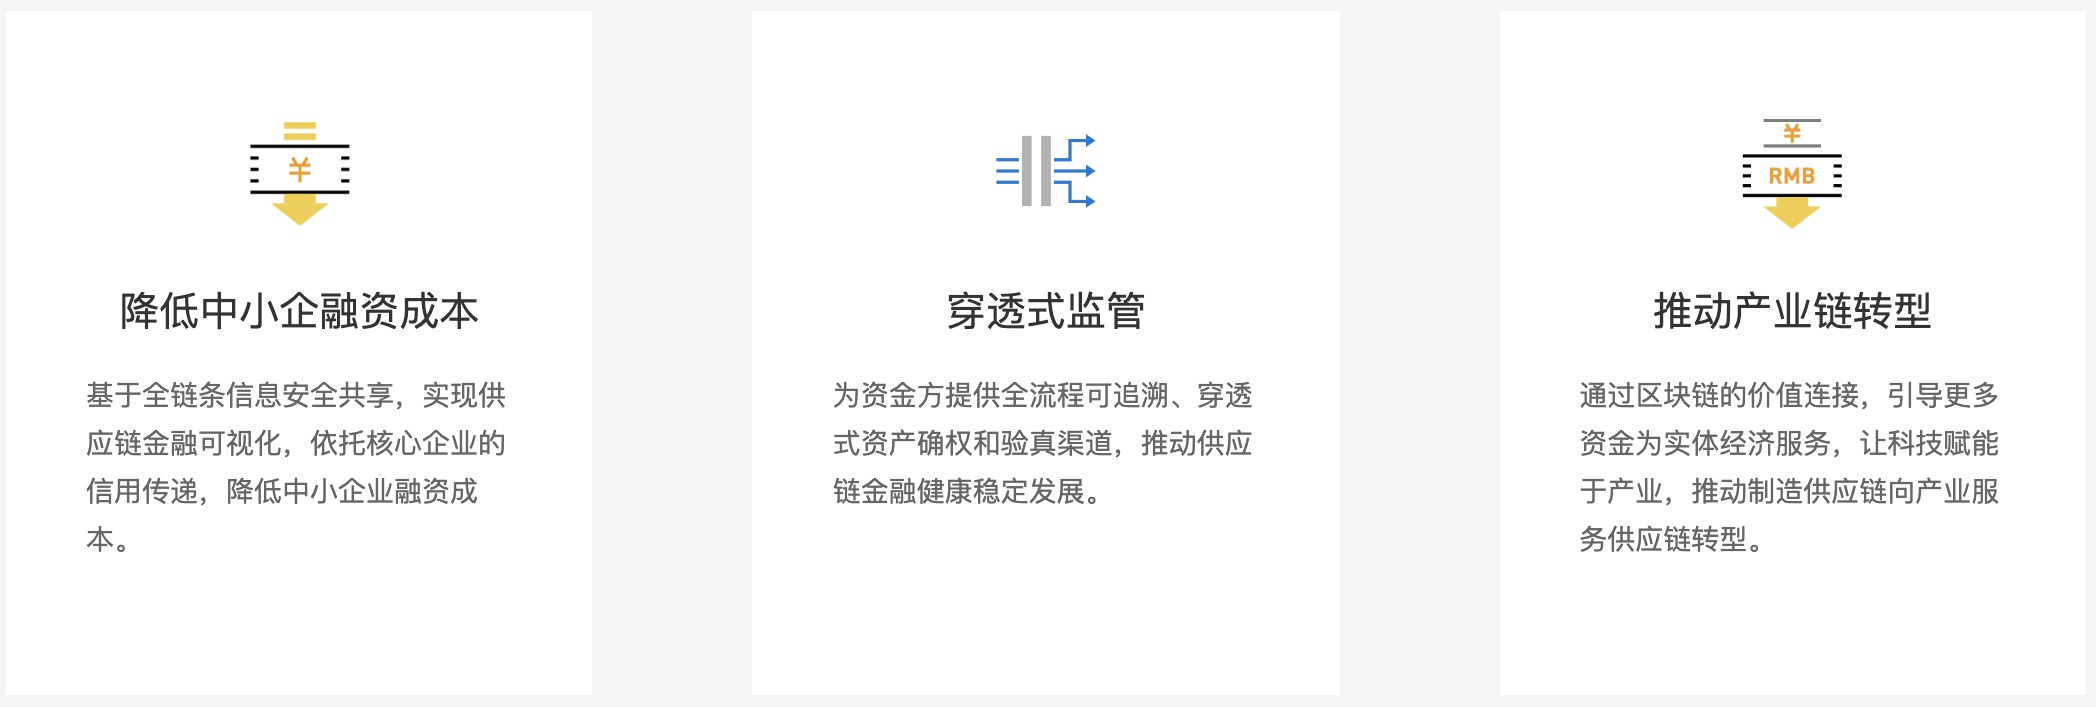 ¥
降低中小企融资成本
基于全链条信息安全共享，实现供
应链金融可视化，依托核心企业的
信用传递，降低中小企业融资成
本。
穿透式监管
为资金方提供全流程可追溯、穿透
式资产确权和验真渠道，推动供应
链金融健康稳定发展。
¥
RMB
推动产业链转型
通过区块链的价值连接，引导更多
资金为实体经济服务，让科技赋能
于产业，推动制造供应链向产业服
务供应链转型。